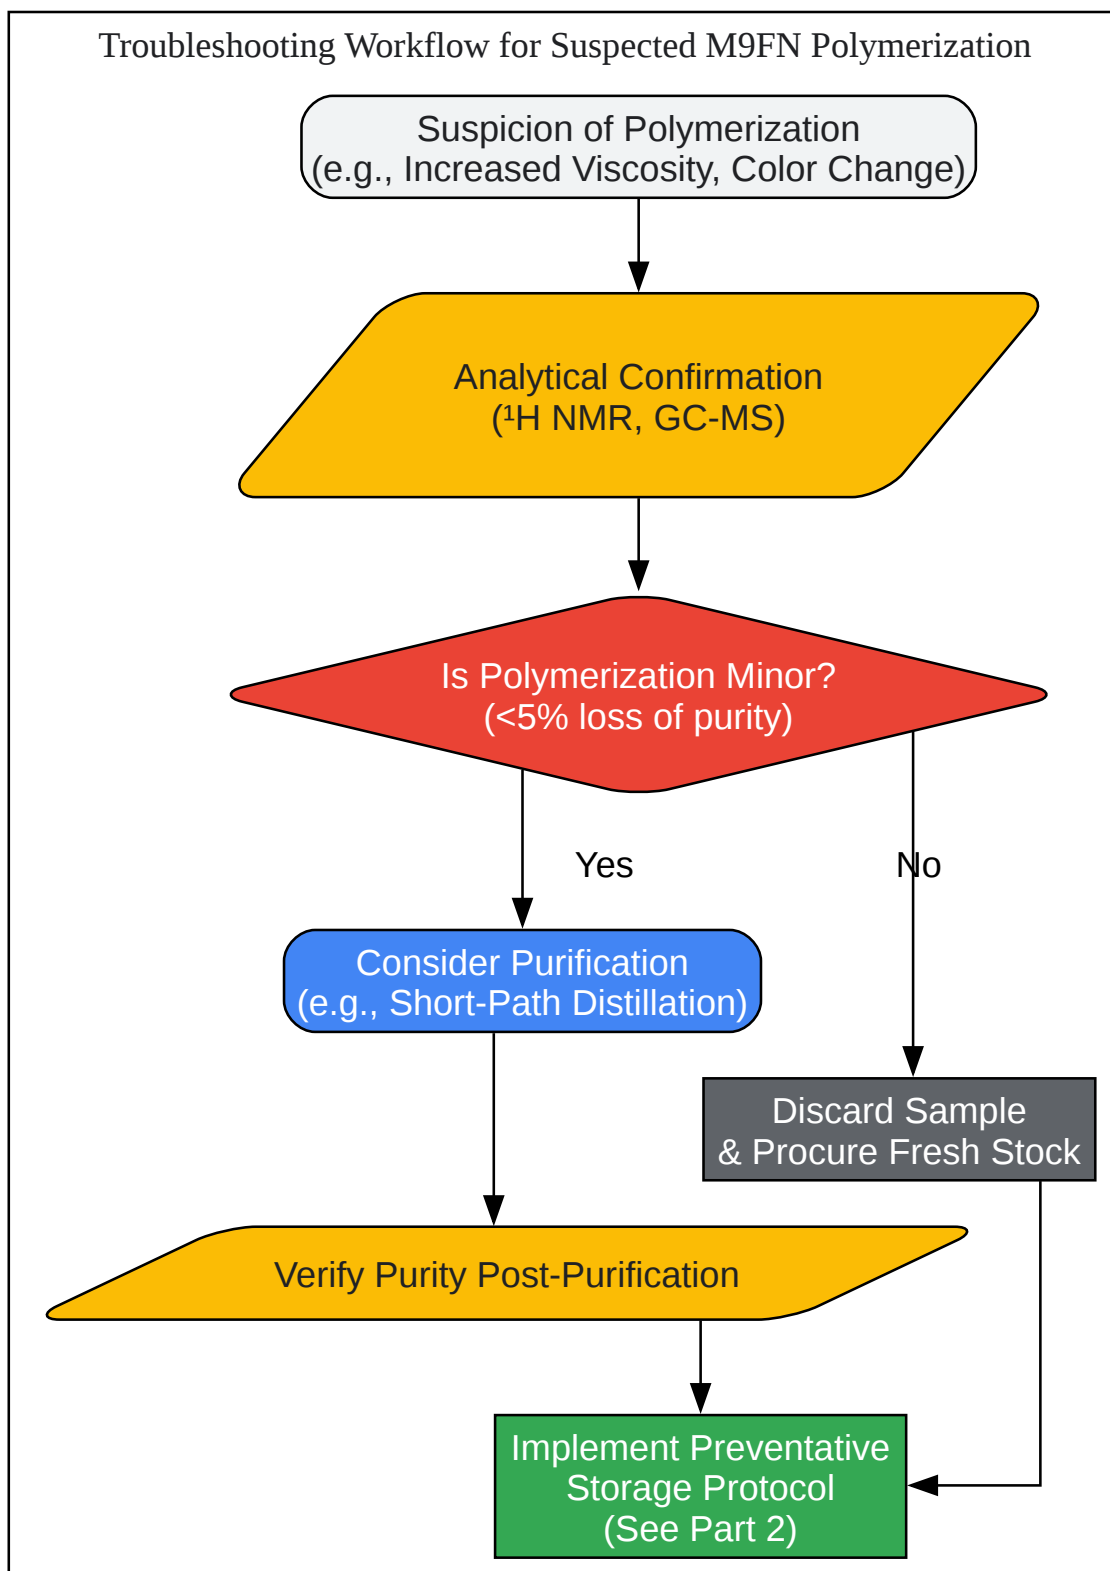 Troubleshooting Workflow for Suspected M9FN Polymerization
Suspicion of Polymerization
(e.g., Increased Viscosity, Color Change)
Analytical Confirmation
(¹H NMR, GC-MS)
Is Polymerization Minor?
(<5% loss of purity)
Yes
No
Consider Purification
(e.g., Short-Path Distillation)
Discard Sample
& Procure Fresh Stock
Verify Purity Post-Purification
Implement Preventative
Storage Protocol
(See Part 2)